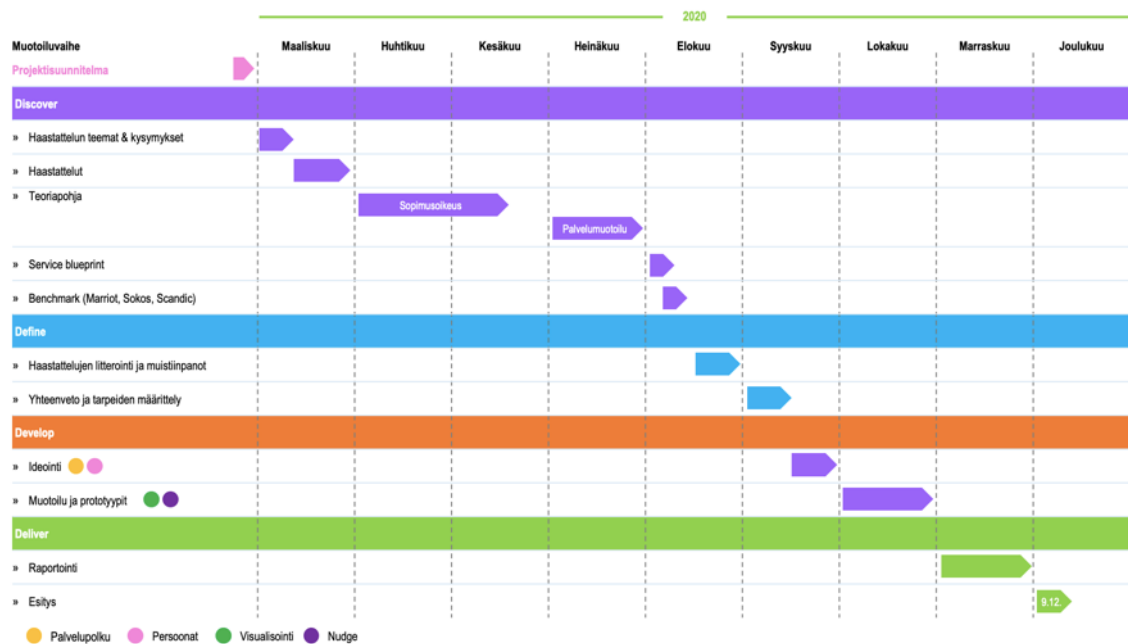 2020
Muotoiluvaihe Maaliskuu Huhtikuu Kesäkuu Heinäkuu Elokuu Syyskuu Lokakuu Marraskuu Joulukuu
Projektisuunnitelma
Discover
» Haastattelun teemat & kysymykset
» Haastattelut
» Teoriapohja
Sopimusoikeus
Palvelumuotoilu
» Service blueprint
» Benchmark (Marriot, Sokos, Scandic)
Define
» Haastattelujen litterointi ja muistiinpanot
» Yhteenveto ja tarpeiden määrittely
Develop
» Ideointi
» Muotoilu ja prototyypit
Deliver
» Raportointi
» Esitys 9.12.
Palvelupolku Persoonat Visualisointi Nudge